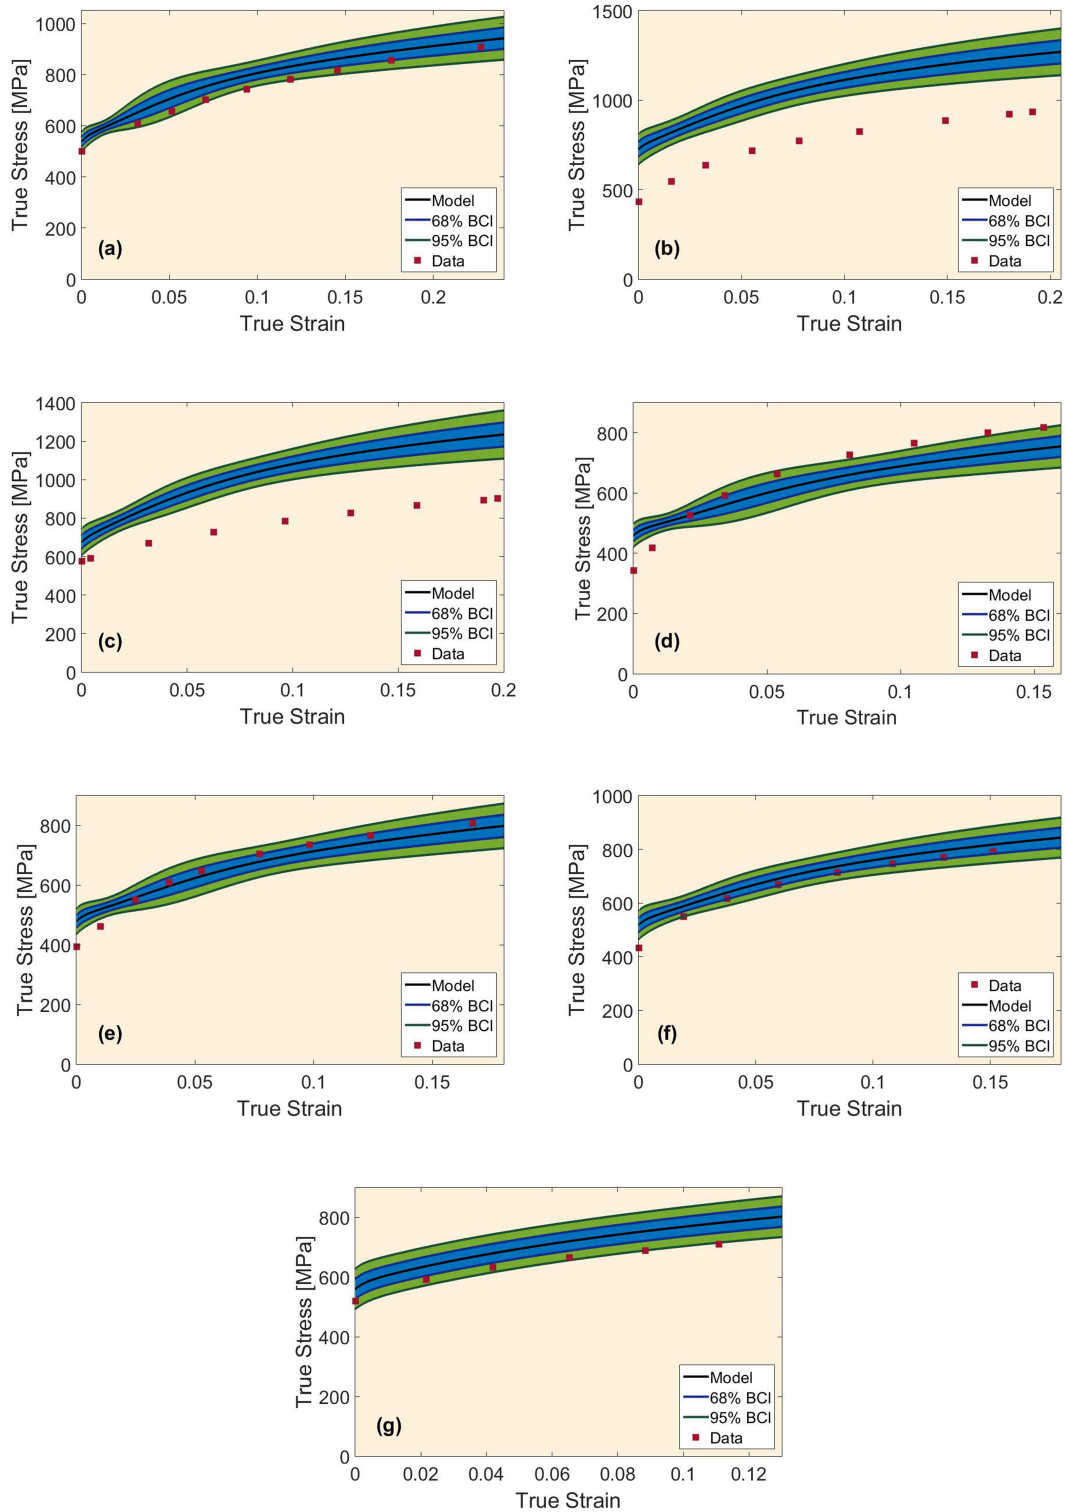 1000
800
600
400
200
0
True Stress [MPa]
0 0.05 0.1 0.15 0.2
True Strain
Model
68% BCI
95% BCI
Data
(a)
1500
1000
500
0
True Stress [MPa]
0 0.05 0.1 0.15 0.2
True Strain
Model
68% BCI
95% BCI
Data
(b)
1400
1200
1000
800
600
400
200
0
True Stress [MPa]
0 0.05 0.1 0.15 0.2
True Strain
Model
68% BCI
95% BCI
Data
(c)
800
600
400
200
0
True Stress [MPa]
0 0.05 0.1 0.15
True Strain
Model
68% BCI
95% BCI
Data
(d)
800
600
400
200
0
True Stress [MPa]
0 0.05 0.1 0.15
True Strain
Model
68% BCI
95% BCI
Data
(e)
1000
800
600
400
200
0
True Stress [MPa]
0 0.05 0.1 0.15
True Strain
Data
Model
68% BCI
95% BCI
(f)
800
600
400
200
0
True Stress [MPa]
0 0.02 0.04 0.06 0.08 0.1 0.12
True Strain
Model
68% BCI
95% BCI
Data
(g)